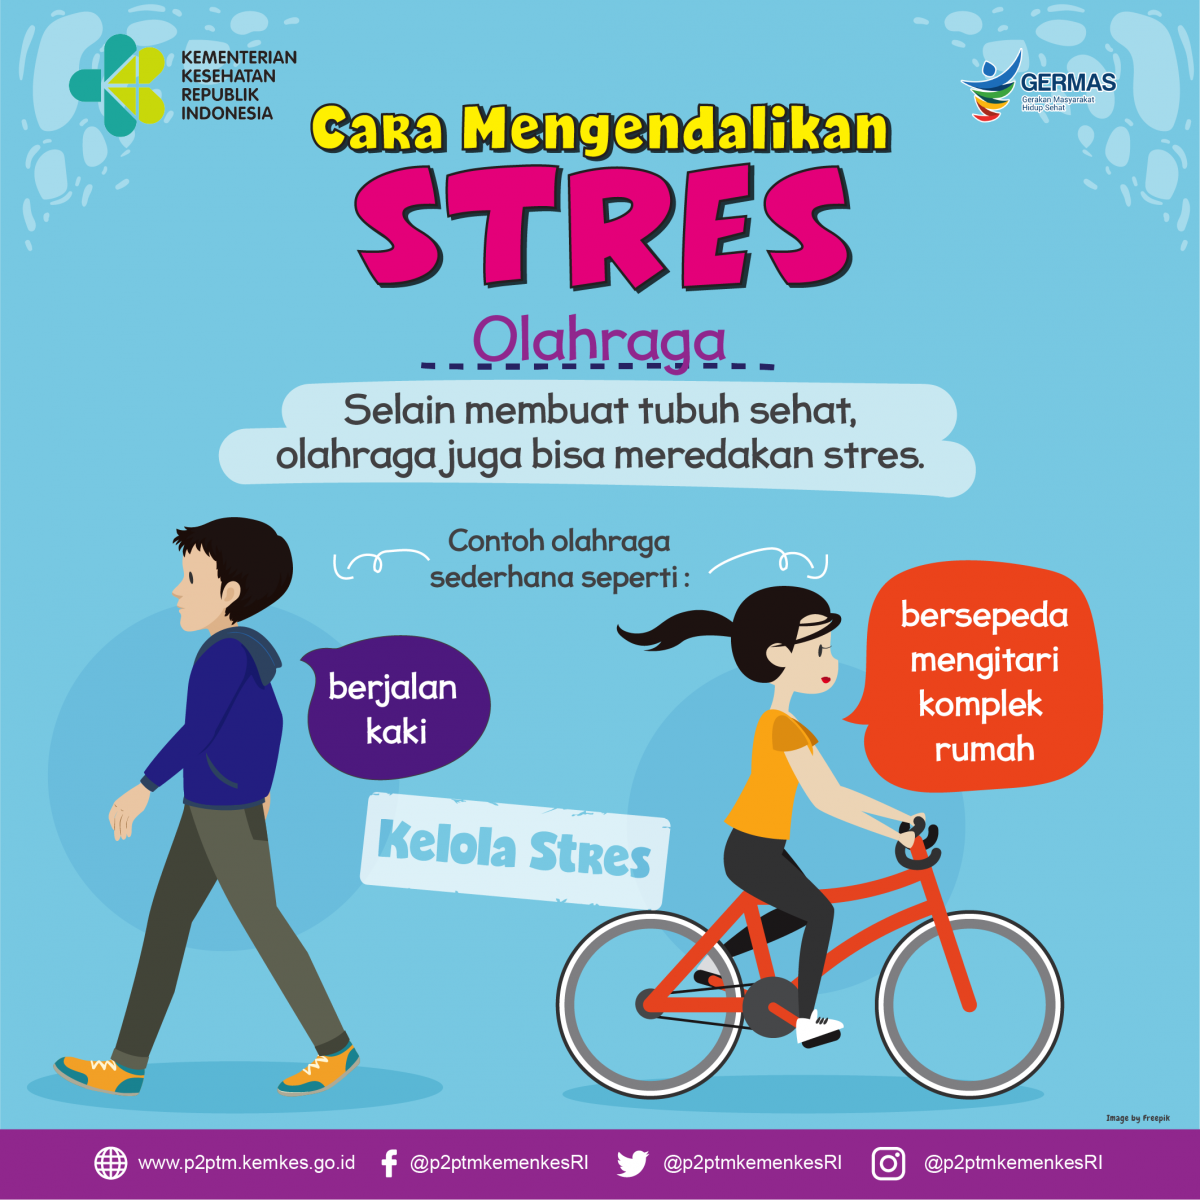 KEMENTERIAN
KESEHATAN
REPUBLIK
INDONESIA
GERMAS
Gerakan Masyarakat
Hidup Sehat
Cara Mengendalikan
STRES
Olahraga
Selain membuat tubuh sehat,
olahraga juga bisa meredakan stres.
Contoh olahraga
sederhana seperti :
berjalan
kaki
bersepeda
mengitari
komplek
rumah
Kelola Stres
Image by Freepik
www.p2ptm.kemkes.go.id
@p2ptmkemenkesRI
@p2ptmkemenkesRI
@p2ptmkemenkesRI